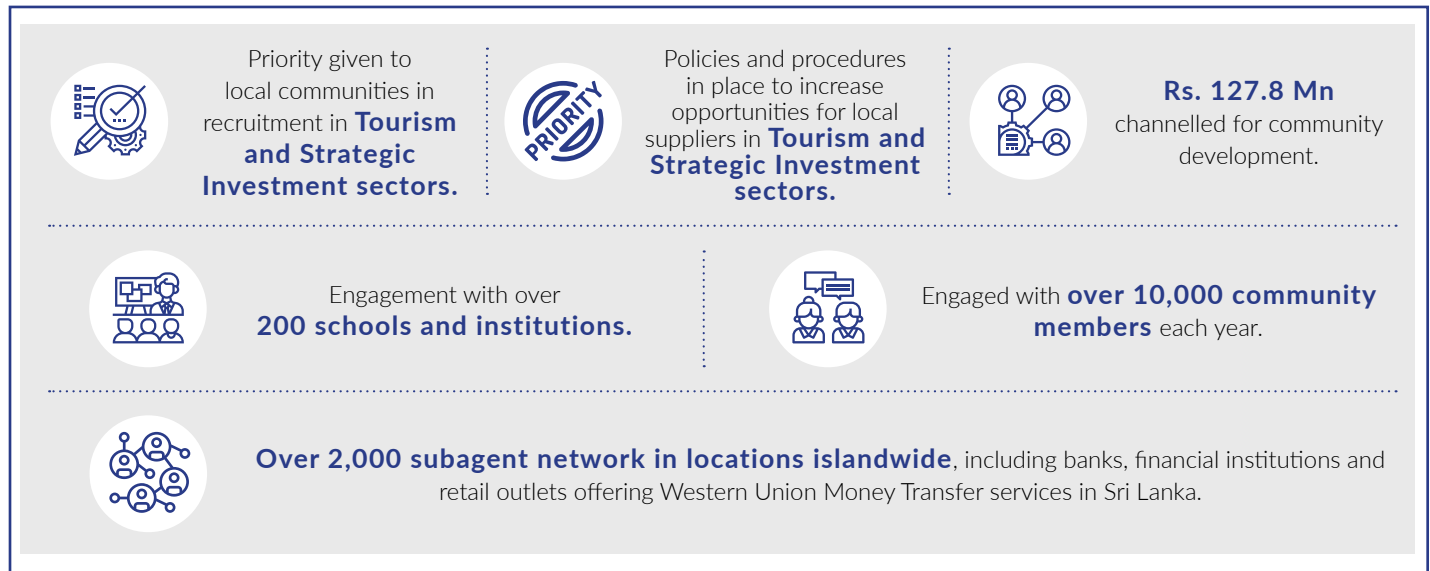 Priority given to
local communities in
recruitment in Tourism
and Strategic
Investment sectors.
PRIORITY
Policies and procedures
in place to increase
opportunities for local
suppliers in Tourism and
Strategic Investment
sectors.
Rs. 127.8 Mn
channelled for community
development.
Engagement with over
200 schools and institutions.
Engaged with over 10,000 community
members each year.
Over 2,000 subagent network in locations islandwide, including banks, financial institutions and
retail outlets offering Western Union Money Transfer services in Sri Lanka.